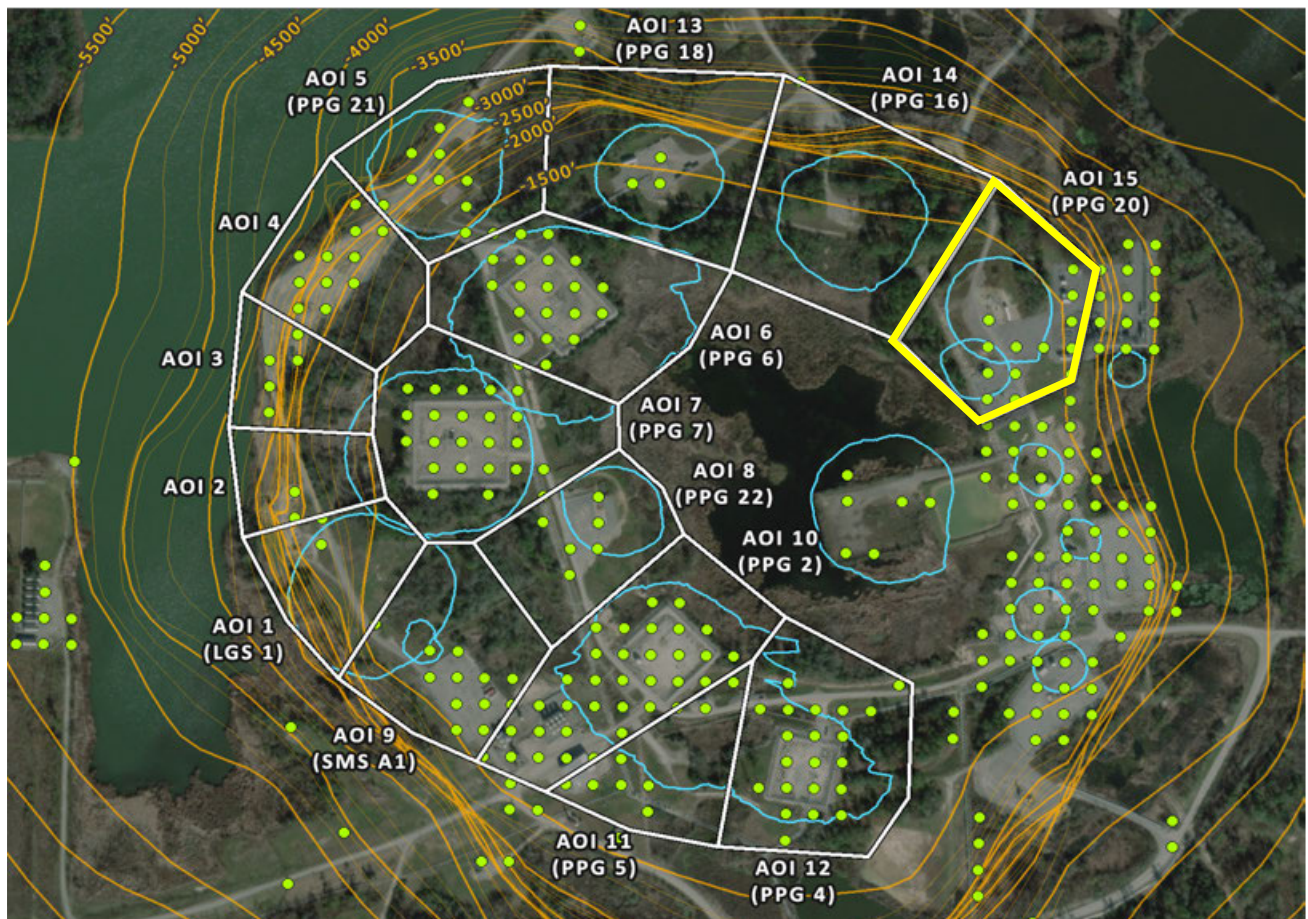 -5500'
-5000'
-4500'
-4000'
-3500'
-3000'
-2500'
-2000'
-1500'
AOI 13
(PPG 18)
AOI 5
(PPG 21)
AOI 14
(PPG 16)
AOI 15
(PPG 20)
AOI 4
AOI 3
AOI 6
(PPG 6)
AOI 7
(PPG 7)
AOI 2
AOI 8
(PPG 22)
AOI 10
(PPG 2)
AOI 1
(LGS 1)
AOI 9
(SMS A1)
AOI 11
(PPG 5)
AOI 12
(PPG 4)